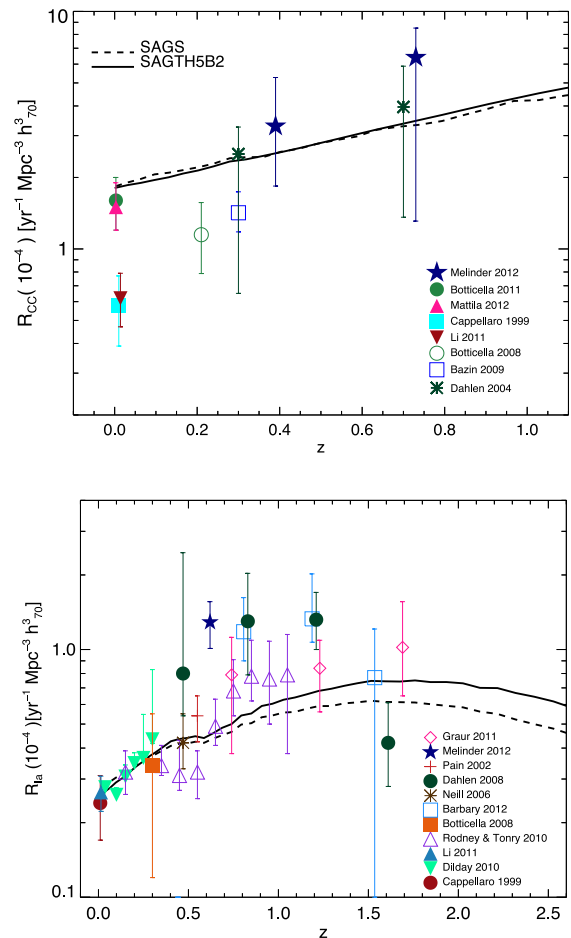 10
SAGS
SAGTH5B2
1
R_CC( 10^-4 ) [yr^-1 Mpc^-3 h^3_70]
Melinder 2012
Botticella 2011
Mattila 2012
Cappellaro 1999
Li 2011
Botticella 2008
Bazin 2009
Dahlen 2004
0.0 0.2 0.4 0.6 0.8 1.0
z
1.0
R_Ia (10^-4 )[yr^-1 Mpc^-3 h^3_70]
Graur 2011
Melinder 2012
Pain 2002
Dahlen 2008
Neill 2006
Barbary 2012
Botticella 2008
Rodney & Tonry 2010
Li 2011
Dilday 2010
Cappellaro 1999
0.1
0.0 0.5 1.0 1.5 2.0 2.5
z